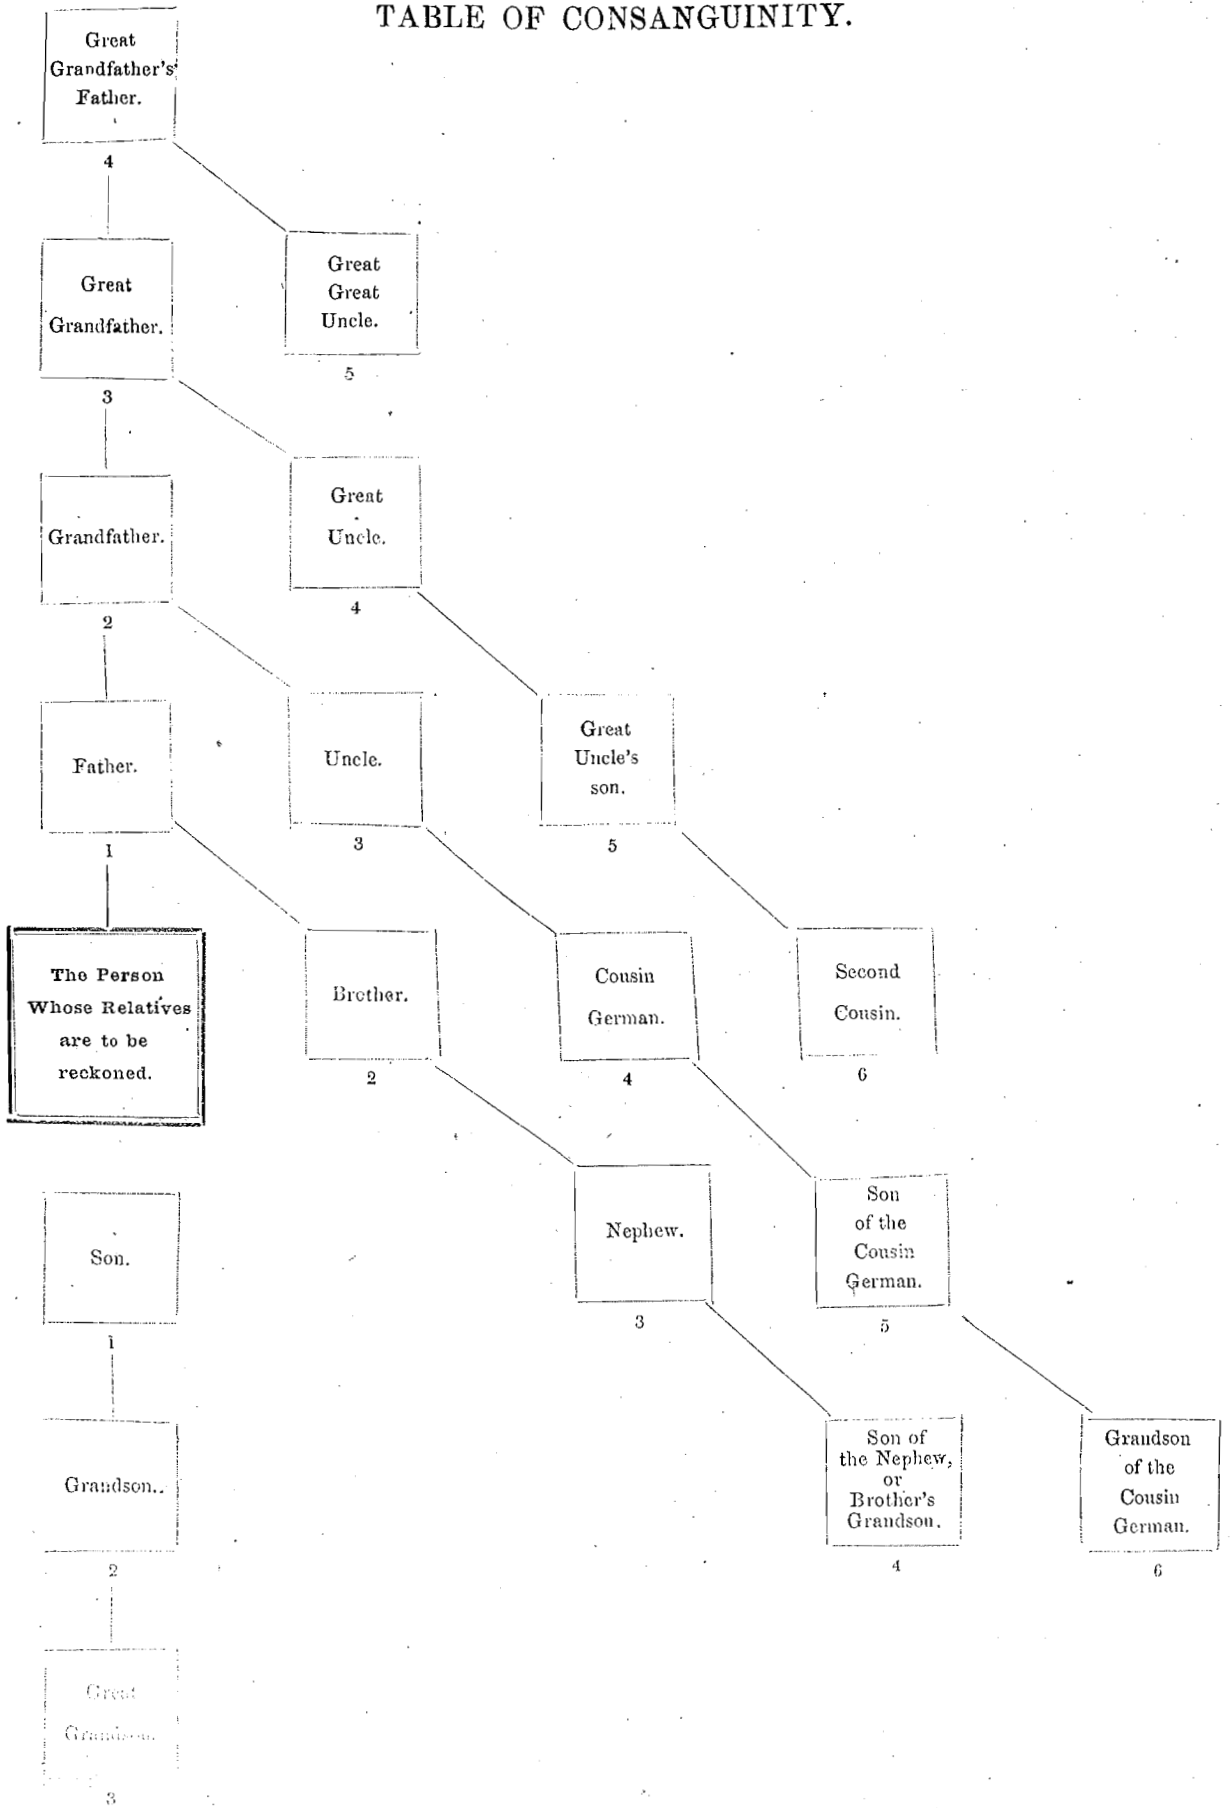 TABLE OF CONSANGUINITY.
Great
Grandfather's
Father.
4
Great
Grandfather.
3
Great
Great
Uncle.
5
Grandfather.
2
Great
Uncle.
4
Father.
1
Uncle.
3
Great
Uncle's
son.
5
The Person
Whose Relatives
are to be
reckoned.
Brother.
2
Cousin
German.
4
Second
Cousin.
6
Son.
1
Nephew.
3
Son
of the
Cousin
German.
5
Grandson.
2
Son of
the Nephew,
or
Brother's
Grandson.
4
Grandson
of the
Cousin
German.
6
Great
Grandson.
3